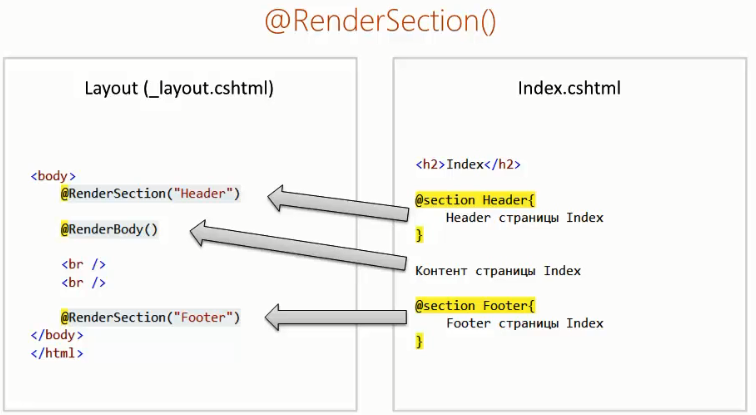 @RenderSection()
Layout (_layout.cshtml)
<body>
@RenderSection("Header")
@RenderBody()
<br />
<br />
@RenderSection("Footer")
</body>
</html>
Index.cshtml
<h2>Index</h2>
@section Header{
Header страницы Index
}
Контент страницы Index
@section Footer{
Footer страницы Index
}